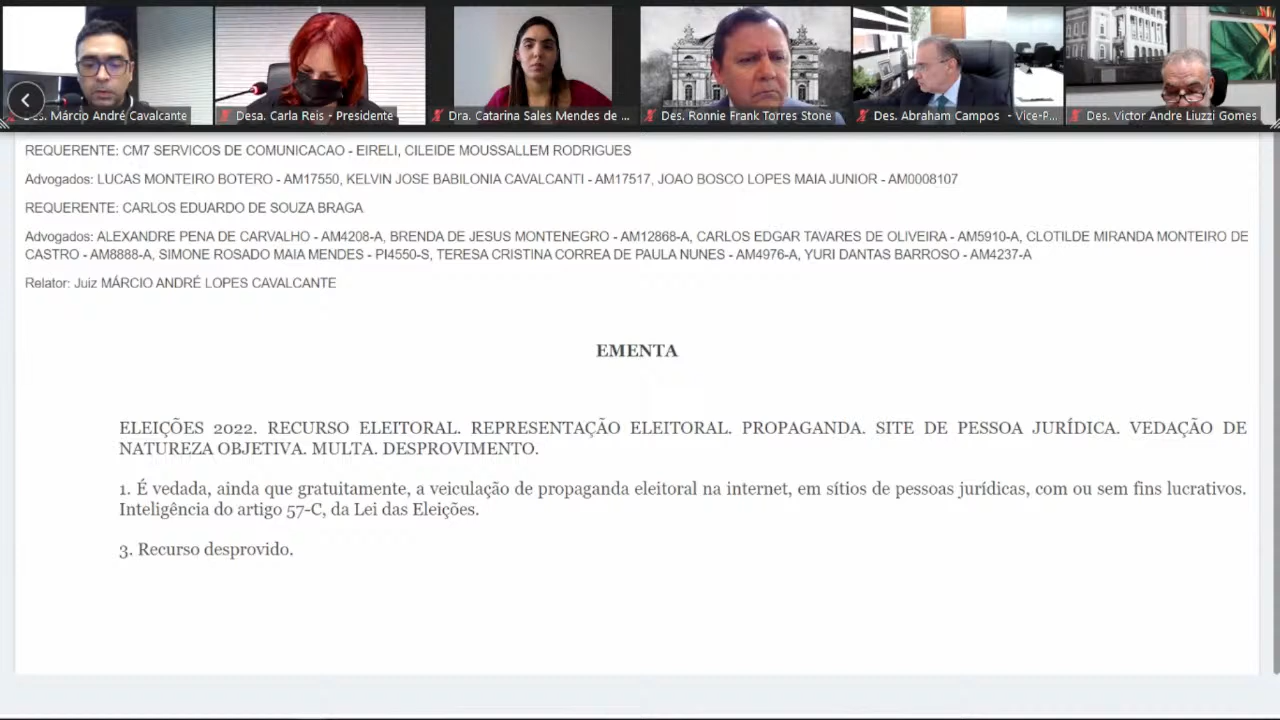 Des. Márcio André Cavalcante
Desa. Carla Reis - Presidente
Dra. Catarina Sales Mendes de ...
Des. Ronnie Frank Torres Stone
Des. Abraham Campos - Vice-P...
Des. Victor Andre Liuzzi Gomes
REQUERENTE: CM7 SERVICOS DE COMUNICACAO - EIRELI, CILEIDE MOUSSALLEM RODRIGUES
Advogados: LUCAS MONTEIRO BOTERO - AM17550, KELVIN JOSE BABILONIA CAVALCANTI - AM17517, JOAO BOSCO LOPES MAIA JUNIOR - AM0008107
REQUERENTE: CARLOS EDUARDO DE SOUZA BRAGA
Advogados: ALEXANDRE PENA DE CARVALHO - AM4208-A, BRENDA DE JESUS MONTENEGRO - AM12868-A, CARLOS EDGAR TAVARES DE OLIVEIRA - AM5910-A, CLOTILDE MIRANDA MONTEIRO DE
CASTRO - AM8888-A, SIMONE ROSADO MAIA MENDES - PI4550-S, TERESA CRISTINA CORREA DE PAULA NUNES - AM4976-A, YURI DANTAS BARROSO - AM4237-A
Relator: Juiz MÁRCIO ANDRÉ LOPES CAVALCANTE
EMENTA
ELEIÇÕES 2022. RECURSO ELEITORAL. REPRESENTAÇÃO ELEITORAL. PROPAGANDA. SITE DE PESSOA JURÍDICA. VEDAÇÃO DE
NATUREZA OBJETIVA. MULTA. DESPROVIMENTO.
1. É vedada, ainda que gratuitamente, a veiculação de propaganda eleitoral na internet, em sítios de pessoas jurídicas, com ou sem fins lucrativos.
Inteligência do artigo 57-C, da Lei das Eleições.
3. Recurso desprovido.